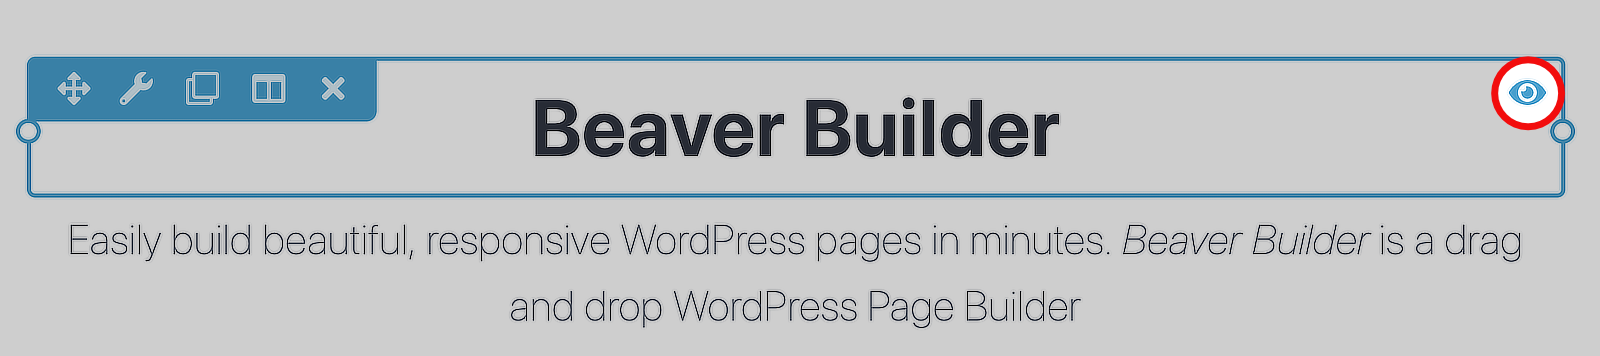 Beaver Builder
Easily build beautiful, responsive WordPress pages in minutes. Beaver Builder is a drag
and drop WordPress Page Builder